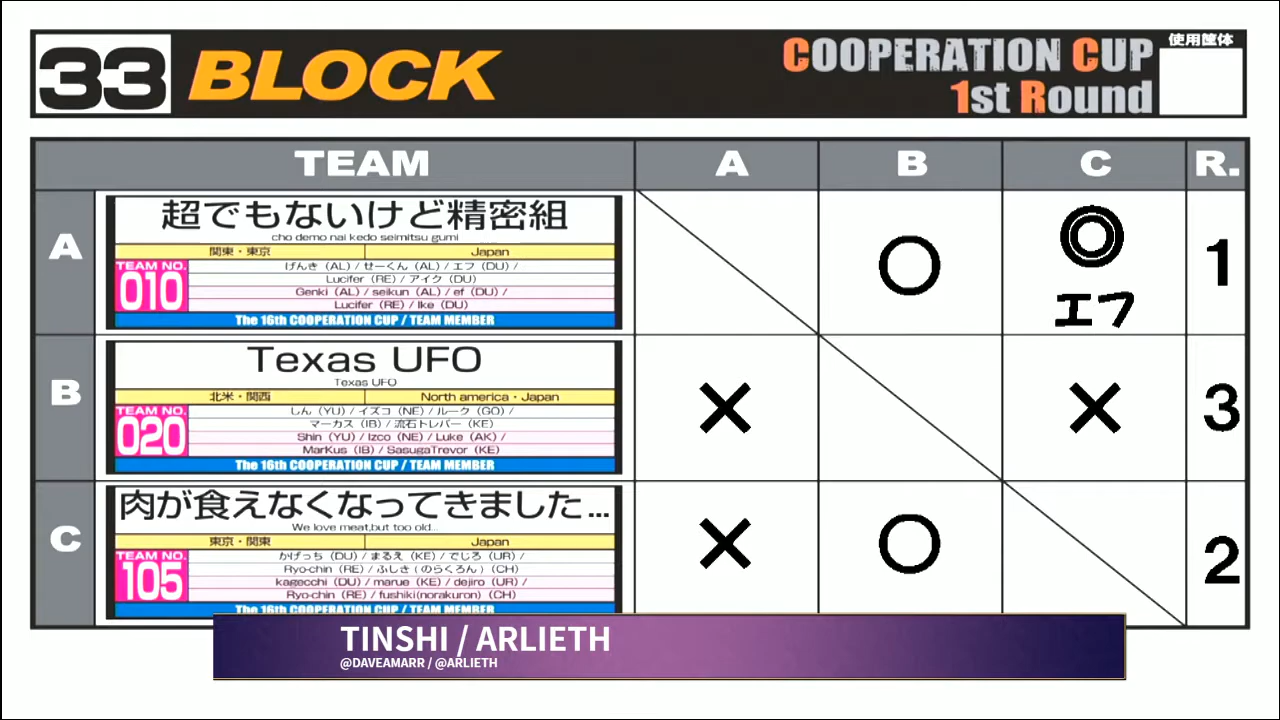 33 BLOCK
COOPERATION CUP
1st Round
使用筐体
TEAM A B C R.
A
超でもないけど精密組
cho demo nai kedo seimitsu gumi
関東・東京 Japan
TEAM NO.
010
げんき（AL）/ せーくん（AL）/ エフ（DU）/
Lucifer（RE）/ アイク（DU）
Genki（AL）/ seikun（AL）/ ef（DU）/
Lucifer（RE）/ Ike（DU）
The 16th COOPERATION CUP / TEAM MEMBER
○ ◎
エフ
1
B
Texas UFO
Texas UFO
北米・関西 North america・Japan
TEAM NO.
020
しん（YU）/ イズコ（NE）/ ルーク（GO）/
マーカス（IB）/ 流石トレバー（KE）
Shin（YU）/ Izco（NE）/ Luke（AK）/
MarKus（IB）/ SasugaTrevor（KE）
The 16th COOPERATION CUP / TEAM MEMBER
× ×
3
C
肉が食えなくなってきました...
We love meat,but too old...
東京・関東 Japan
TEAM NO.
105
かげっち（DU）/ まるえ（KE）/ でじろ（UR）/
Ryo-chin（RE）/ ふしき（のらくろん）（CH）
kagecchi（DU）/ marue（KE）/ dejiro（UR）/
Ryo-chin（RE）/ fushiki(norakuron)（CH）
The 16th COOPERATION CUP / TEAM MEMBER
× ○
2
TINSHI / ARLIETH
@DAVEAMARR / @ARLIETH